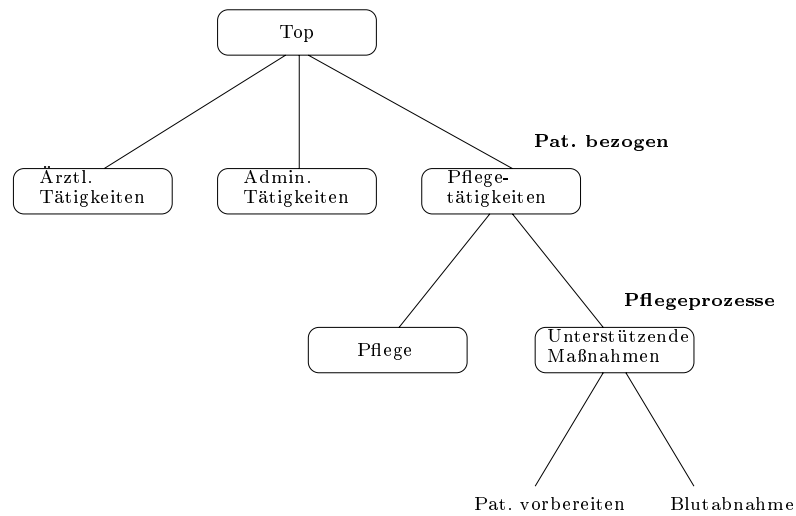 Top
Pat. bezogen
Ärztl.
Tätigkeiten
Admin.
Tätigkeiten
Pflege-
tätigkeiten
Pflegeprozesse
Pflege
Unterstützende
Maßnahmen
Pat. vorbereiten
Blutabnahme